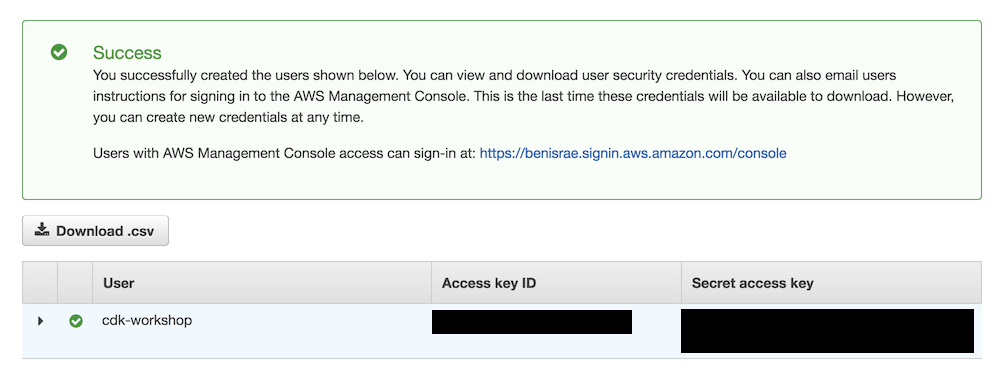 Success
You successfully created the users shown below. You can view and download user security credentials. You can also email users
instructions for signing in to the AWS Management Console. This is the last time these credentials will be available to download. However,
you can create new credentials at any time.
Users with AWS Management Console access can sign-in at: https://benisrae.signin.aws.amazon.com/console
Download .csv
User Access key ID Secret access key
cdk-workshop